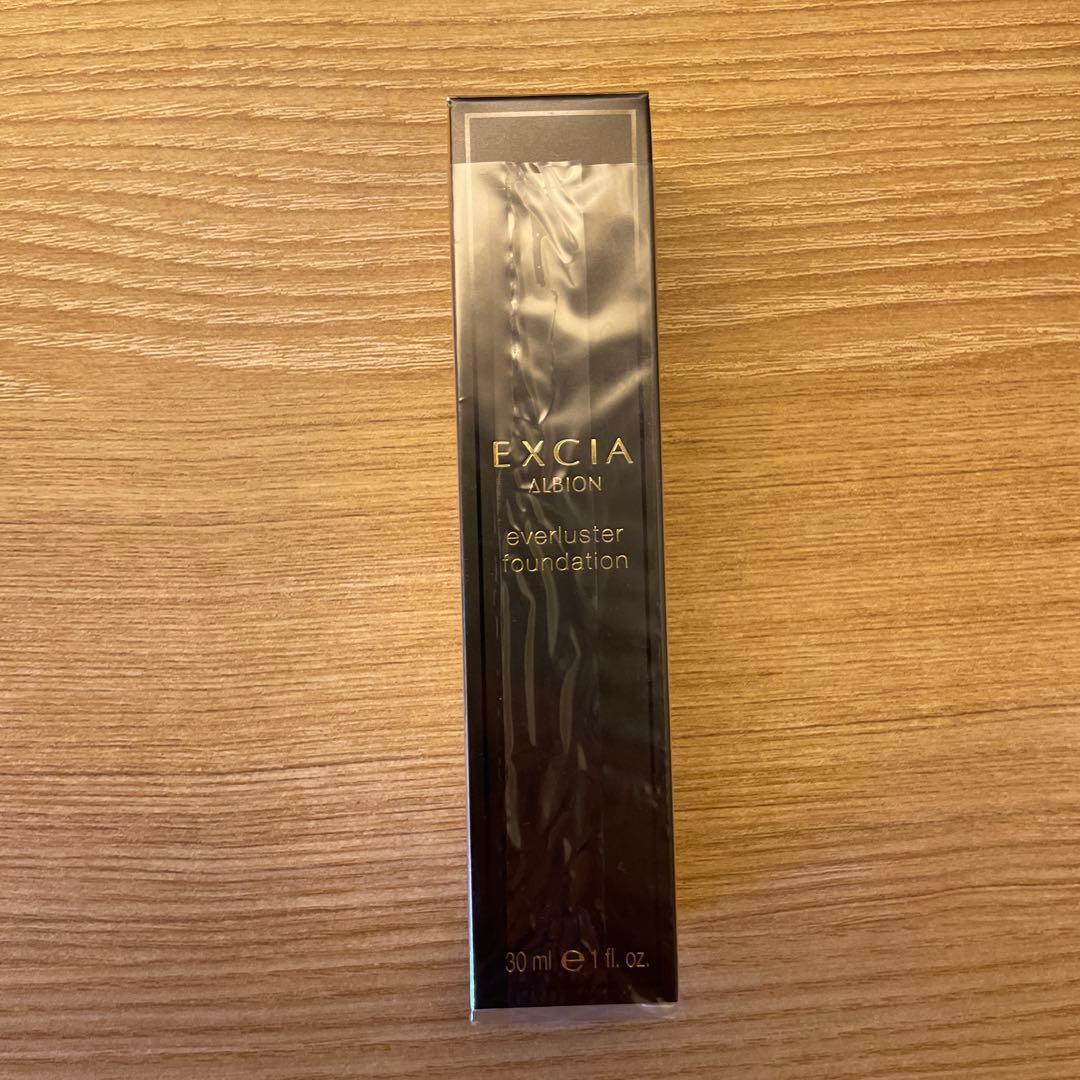 EXCIA
ALBION
everluster
foundation
30 ml e 1 fl. oz.